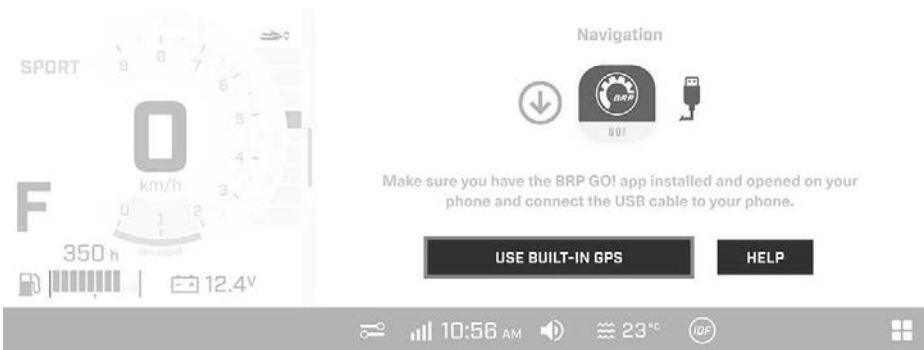 SPORT
9 8 7 6 5 4 3 2 1 0
0
km/h
F
350 h
12.4V
Navigation
BRP
GO!
Make sure you have the BRP GO! app installed and opened on your
phone and connect the USB cable to your phone.
USE BUILT-IN GPS
HELP
10:56 AM
23°C
iDF